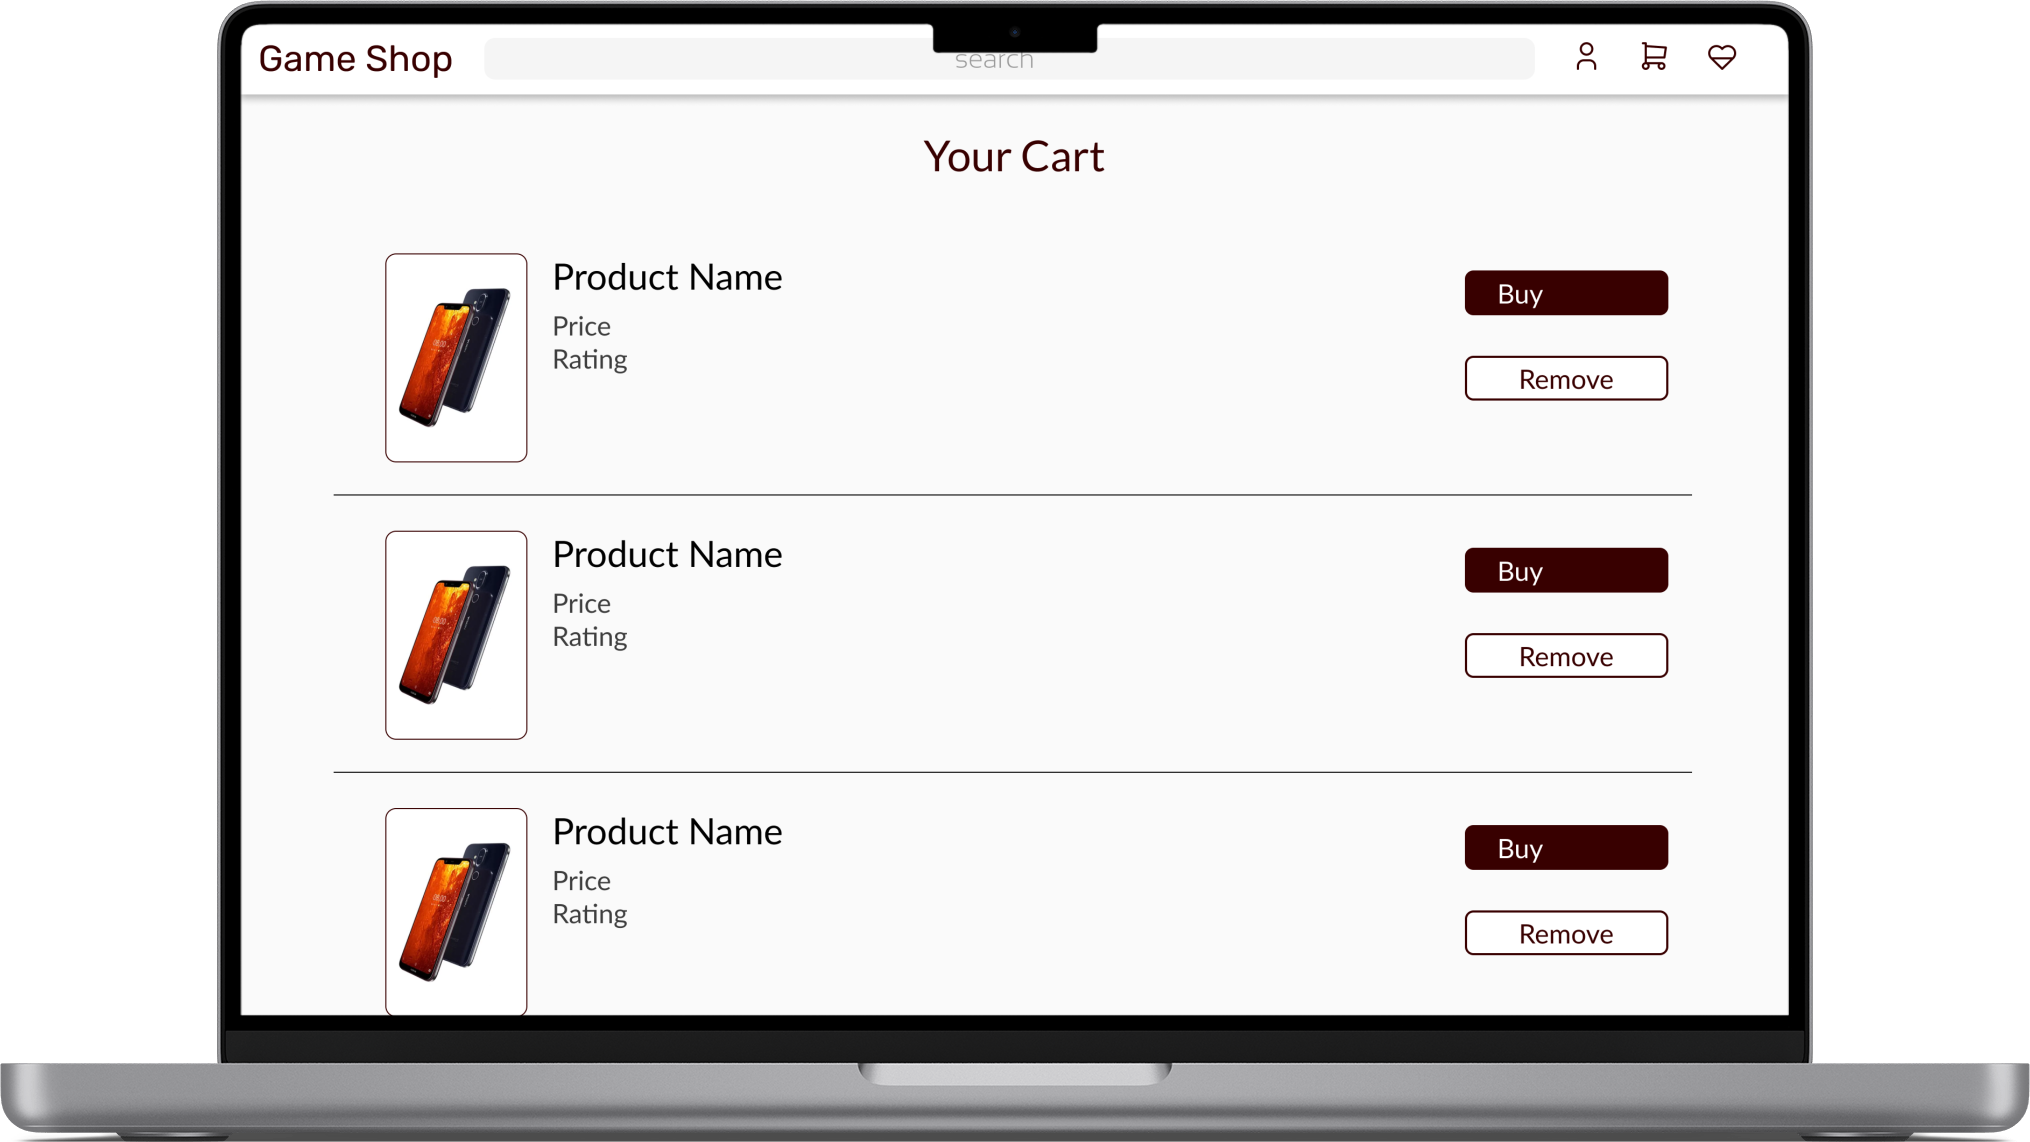 Game Shop
search
Your Cart
Product Name
Price
Rating
Buy
Remove
Product Name
Price
Rating
Buy
Remove
Product Name
Price
Rating
Buy
Remove